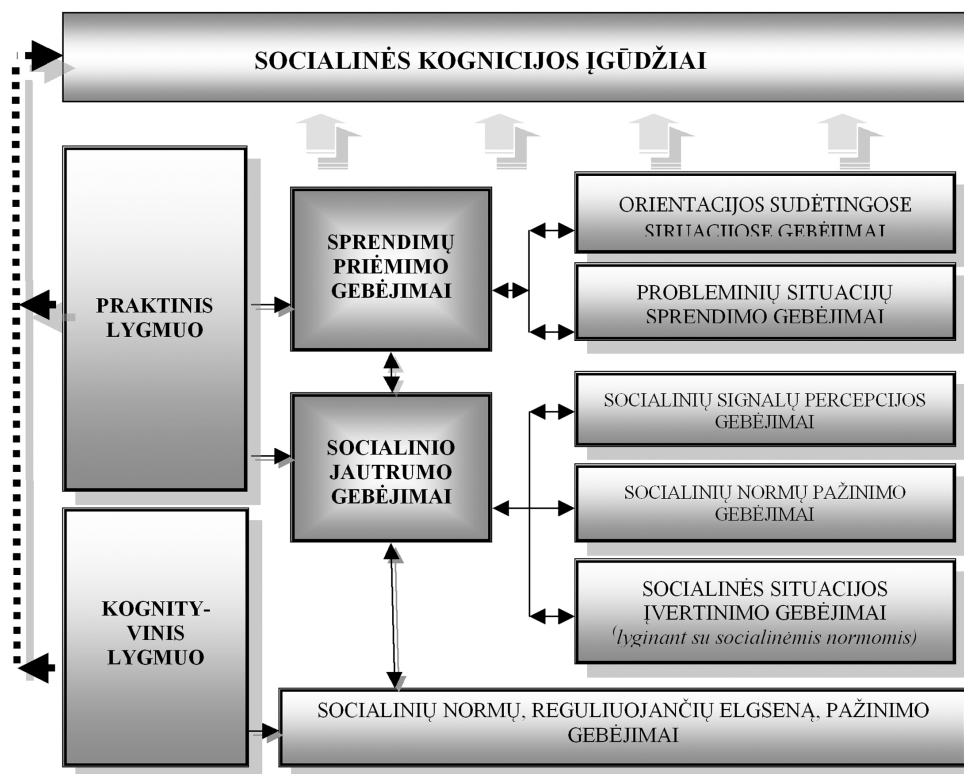 SOCIALINĖS KOGNICIJOS ĮGŪDŽIAI
PRAKTINIS
LYGMUO
SPRENDIMŲ
PRIĖMIMO
GEBĖJIMAI
ORIENTACIJOS SUDĖTINGOSE
SIRUACIJOSE GEBĖJIMAI
PROBLEMINIŲ SITUACIJŲ
SPRENDIMO GEBĖJIMAI
SOCIALINIO
JAUTRUMO
GEBĖJIMAI
SOCIALINIŲ SIGNALŲ PERCEPCIJOS
GEBĖJIMAI
SOCIALINIŲ NORMŲ PAŽINIMO
GEBĖJIMAI
SOCIALINĖS SITUACIJOS
ĮVERTINIMO GEBĖJIMAI
(lyginant su socialinėmis normomis)
KOGNITY-
VINIS
LYGMUO
SOCIALINIŲ NORMŲ, REGULIUOJANČIŲ ELGSENĄ, PAŽINIMO
GEBĖJIMAI